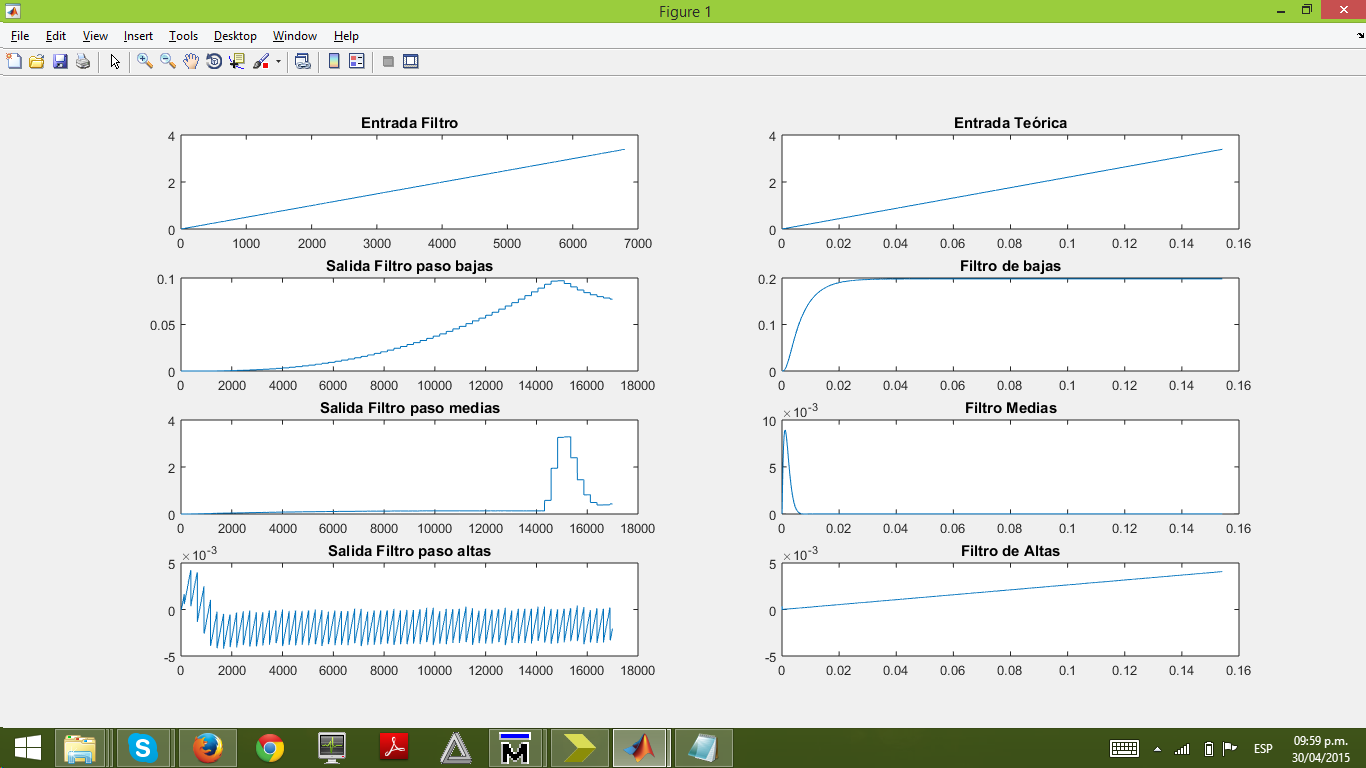 Figure 1
File Edit View Insert Tools Desktop Window Help
Entrada Filtro
4
2
0
0 1000 2000 3000 4000 5000 6000 7000
Entrada Teórica
4
2
0
0 0.02 0.04 0.06 0.08 0.1 0.12 0.14 0.16
Salida Filtro paso bajas
0.1
0.05
0
0 2000 4000 6000 8000 10000 12000 14000 16000 18000
Filtro de bajas
0.2
0.1
0
0 0.02 0.04 0.06 0.08 0.1 0.12 0.14 0.16
Salida Filtro paso medias
4
2
0
0 2000 4000 6000 8000 10000 12000 14000 16000 18000
Filtro Medias
×10-3
10
5
0
0 0.02 0.04 0.06 0.08 0.1 0.12 0.14 0.16
Salida Filtro paso altas
×10-3
5
0
-5
0 2000 4000 6000 8000 10000 12000 14000 16000 18000
Filtro de Altas
×10-3
5
0
-5
0 0.02 0.04 0.06 0.08 0.1 0.12 0.14 0.16
ESP
09:59 p.m.
30/04/2015